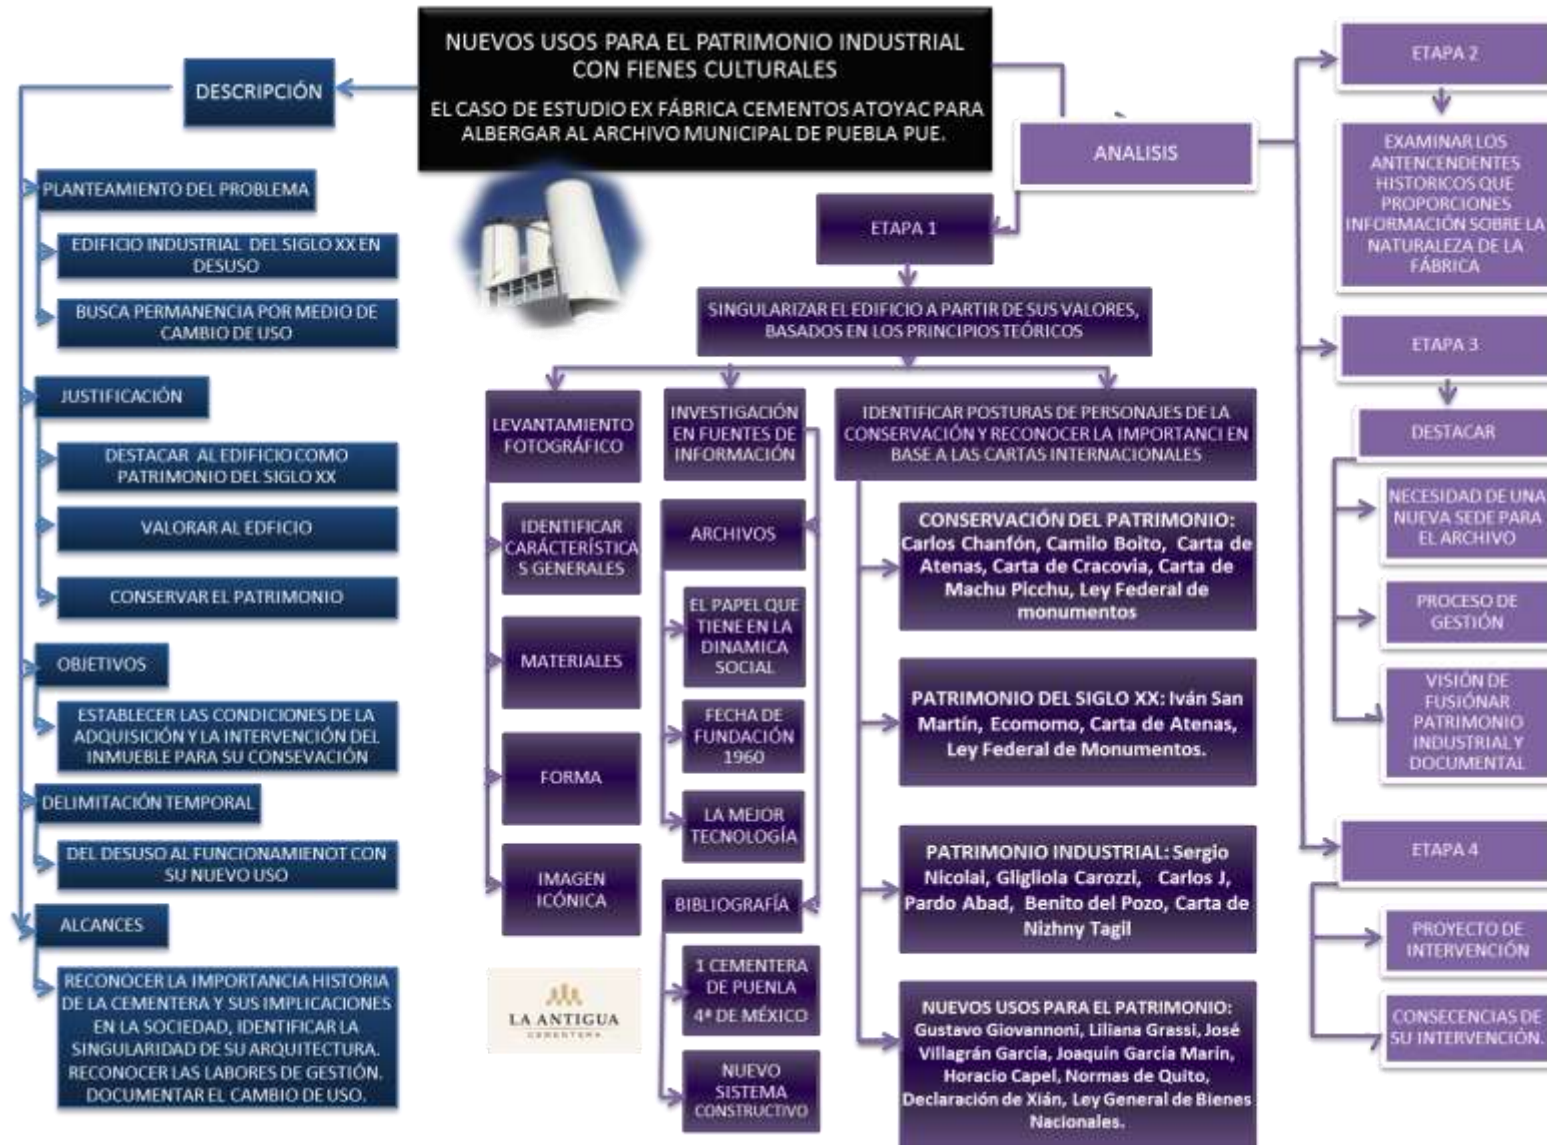 NUEVOS USOS PARA EL PATRIMONIO INDUSTRIAL
CON FIENES CULTURALES
EL CASO DE ESTUDIO EX FÁBRICA CEMENTOS ATOYAC PARA
ALBERGAR AL ARCHIVO MUNICIPAL DE PUEBLA PUE.
DESCRIPCIÓN
PLANTEAMIENTO DEL PROBLEMA
EDIFICIO INDUSTRIAL DEL SIGLO XX EN
DESUSO
BUSCA PERMANENCIA POR MEDIO DE
CAMBIO DE USO
JUSTIFICACIÓN
DESTACAR AL EDIFICIO COMO
PATRIMONIO DEL SIGLO XX
VALORAR AL EDFICIO
CONSERVAR EL PATRIMONIO
OBJETIVOS
ESTABLECER LAS CONDICIONES DE LA
ADQUISICIÓN Y LA INTERVENCIÓN DEL
INMUEBLE PARA SU CONSEVACIÓN
DELIMITACIÓN TEMPORAL
DEL DESUSO AL FUNCIONAMIENOT CON
SU NUEVO USO
ALCANCES
RECONOCER LA IMPORTANCIA HISTORIA
DE LA CEMENTERA Y SUS IMPLICACIONES
EN LA SOCIEDAD, IDENTIFICAR LA
SINGULARIDAD DE SU ARQUITECTURA.
RECONOCER LAS LABORES DE GESTIÓN.
DOCUMENTAR EL CAMBIO DE USO.
ANALISIS
ETAPA 1
SINGULARIZAR EL EDIFICIO A PARTIR DE SUS VALORES,
BASADOS EN LOS PRINCIPIOS TEÓRICOS
LEVANTAMIENTO
FOTOGRÁFICO
IDENTIFICAR
CARÁCTERÍSTICA
S GENERALES
MATERIALES
FORMA
IMAGEN
ICÓNICA
LA ANTIGUA
CEMENTERA
INVESTIGACIÓN
EN FUENTES DE
INFORMACIÓN
ARCHIVOS
EL PAPEL QUE
TIENE EN LA
DINAMICA
SOCIAL
FECHA DE
FUNDACIÓN
1960
LA MEJOR
TECNOLOGÍA
BIBLIOGRAFÍA
1 CEMENTERA
DE PUENLA
4ª DE MÉXICO
NUEVO
SISTEMA
CONSTRUCTIVO
IDENTIFICAR POSTURAS DE PERSONAJES DE LA
CONSERVACIÓN Y RECONOCER LA IMPORTANCI EN
BASE A LAS CARTAS INTERNACIONALES
CONSERVACIÓN DEL PATRIMONIO:
Carlos Chanfón, Camilo Boito, Carta de
Atenas, Carta de Cracovia, Carta de
Machu Picchu, Ley Federal de
monumentos
PATRIMONIO DEL SIGLO XX: Iván San
Martín, Ecomomo, Carta de Atenas,
Ley Federal de Monumentos.
PATRIMONIO INDUSTRIAL: Sergio
Nicolai, Gligliola Carozzi, Carlos J,
Pardo Abad, Benito del Pozo, Carta de
Nizhny Tagil
NUEVOS USOS PARA EL PATRIMONIO:
Gustavo Giovannoni, Liliana Grassi, José
Villagrán García, Joaquin García Marín,
Horacio Capel, Normas de Quito,
Declaración de Xián, Ley General de Bienes
Nacionales.
ETAPA 2
EXAMINAR LOS
ANTENCENDENTES
HISTORICOS QUE
PROPORCIONES
INFORMACIÓN SOBRE LA
NATURALEZA DE LA
FÁBRICA
ETAPA 3
DESTACAR
NECESIDAD DE UNA
NUEVA SEDE PARA
EL ARCHIVO
PROCESO DE
GESTIÓN
VISIÓN DE
FUSIÓNAR
PATRIMONIO
INDUSTRIAL Y
DOCUMENTAL
ETAPA 4
PROYECTO DE
INTERVENCIÓN
CONSECENCIAS DE
SU INTERVENCIÓN.